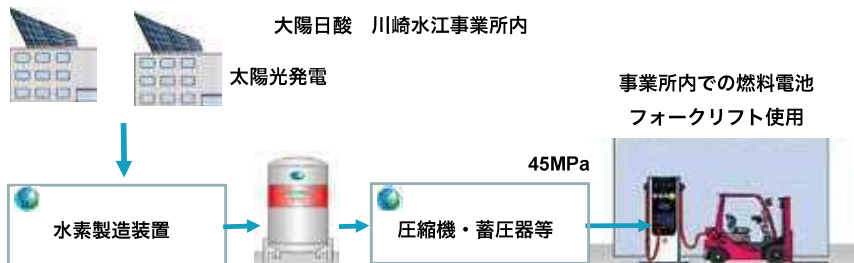 大陽日酸　川崎水江事業所内
太陽光発電
事業所内での燃料電池
フォークリフト使用
45MPa
水素製造装置
圧縮機・蓄圧器等